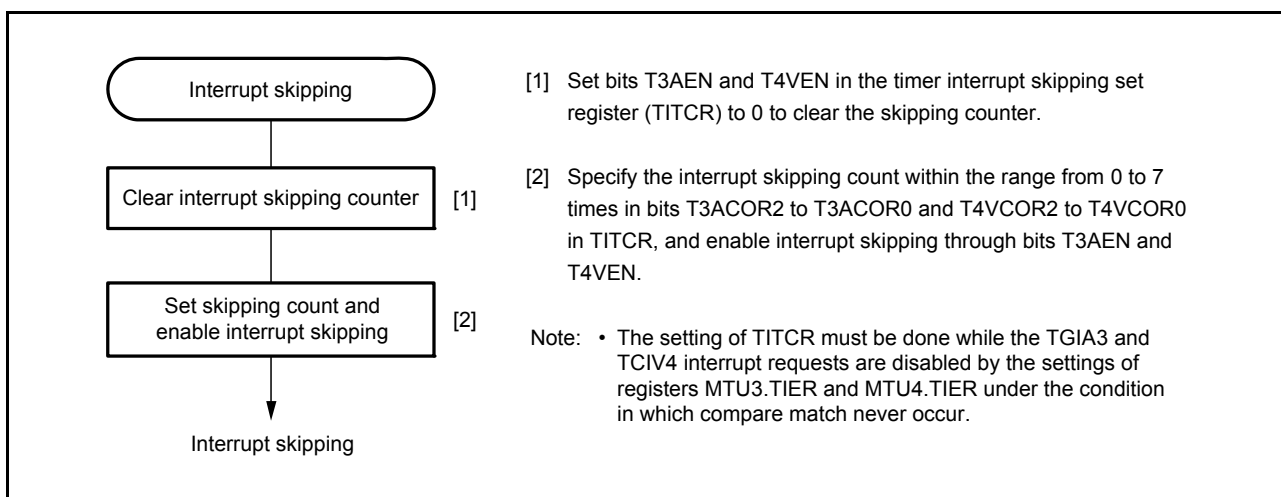 Interrupt skipping
Clear interrupt skipping counter
[1]
Set skipping count and
enable interrupt skipping
[2]
Interrupt skipping
[1] Set bits T3AEN and T4VEN in the timer interrupt skipping set
register (TITCR) to 0 to clear the skipping counter.
[2] Specify the interrupt skipping count within the range from 0 to 7
times in bits T3ACOR2 to T3ACOR0 and T4VCOR2 to T4VCOR0
in TITCR, and enable interrupt skipping through bits T3AEN and
T4VEN.
Note: • The setting of TITCR must be done while the TGIA3 and
TCIV4 interrupt requests are disabled by the settings of
registers MTU3.TIER and MTU4.TIER under the condition
in which compare match never occur.